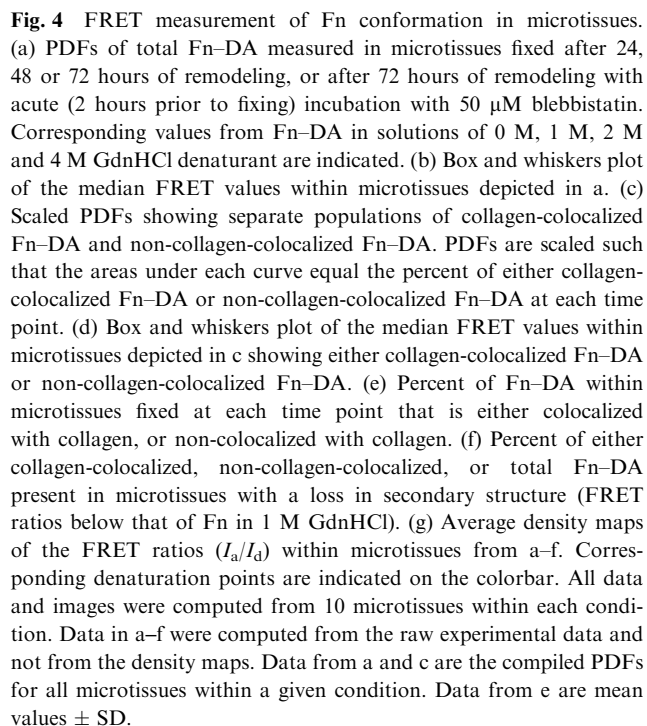 Fig. 4 FRET measurement of Fn conformation in microtissues.
(a) PDFs of total Fn–DA measured in microtissues fixed after 24,
48 or 72 hours of remodeling, or after 72 hours of remodeling with
acute (2 hours prior to fixing) incubation with 50 μM blebbistatin.
Corresponding values from Fn–DA in solutions of 0 M, 1 M, 2 M
and 4 M GdnHCl denaturant are indicated. (b) Box and whiskers plot
of the median FRET values within microtissues depicted in a. (c)
Scaled PDFs showing separate populations of collagen-colocalized
Fn–DA and non-collagen-colocalized Fn–DA. PDFs are scaled such
that the areas under each curve equal the percent of either collagen-
colocalized Fn–DA or non-collagen-colocalized Fn–DA at each time
point. (d) Box and whiskers plot of the median FRET values within
microtissues depicted in c showing either collagen-colocalized Fn–DA
or non-collagen-colocalized Fn–DA. (e) Percent of Fn–DA within
microtissues fixed at each time point that is either colocalized
with collagen, or non-colocalized with collagen. (f) Percent of either
collagen-colocalized, non-collagen-colocalized, or total Fn–DA
present in microtissues with a loss in secondary structure (FRET
ratios below that of Fn in 1 M GdnHCl). (g) Average density maps
of the FRET ratios (Ia/Id) within microtissues from a–f. Corres-
ponding denaturation points are indicated on the colorbar. All data
and images were computed from 10 microtissues within each condi-
tion. Data in a–f were computed from the raw experimental data and
not from the density maps. Data from a and c are the compiled PDFs
for all microtissues within a given condition. Data from e are mean
values ± SD.